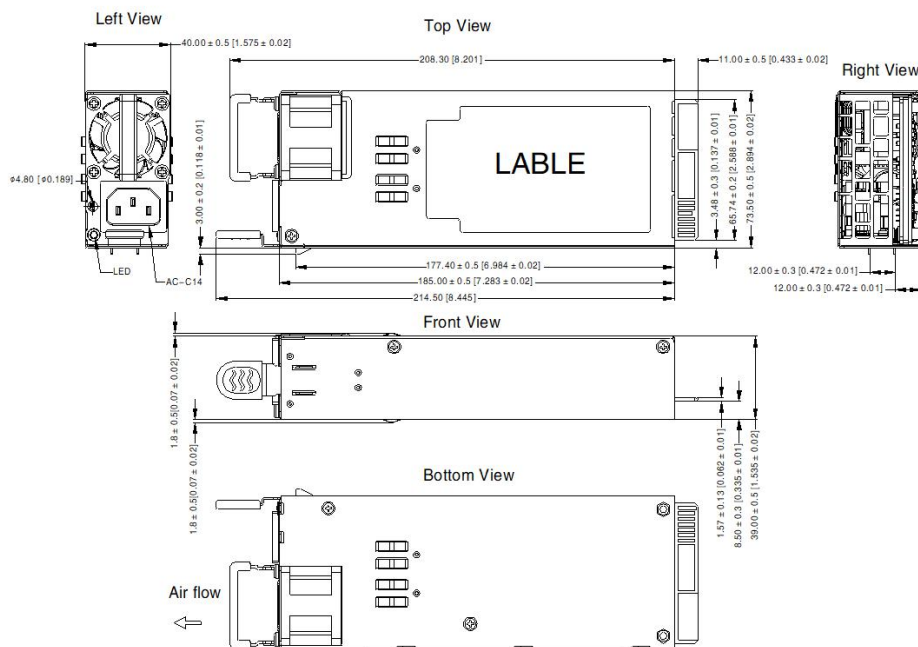 Left View
Top View
40.00 ± 0.5 [1.575 ± 0.02]
208.30 [8.201]
11.00 ± 0.5 [0.433 ± 0.02]
Right View
ø4.80 [ø0.189]
3.00 ± 0.2 [0.118 ± 0.01]
LABLE
3.48 ± 0.3 [0.137 ± 0.01]
65.74 ± 0.2 [2.588 ± 0.01]
73.50 ± 0.5 [2.894 ± 0.02]
LED
AC-C14
177.40 ± 0.5 [6.984 ± 0.02]
185.00 ± 0.5 [7.283 ± 0.02]
214.50 [8.445]
12.00 ± 0.3 [0.472 ± 0.01]
12.00 ± 0.3 [0.472 ± 0.01]
Front View
1.8 ± 0.5[0.07 ± 0.02]
1.8 ± 0.5[0.07 ± 0.02]
1.57 ± 0.13 [0.062 ± 0.01]
8.50 ± 0.3 [0.335 ± 0.01]
39.00 ± 0.5 [1.535 ± 0.02]
Bottom View
Air flow